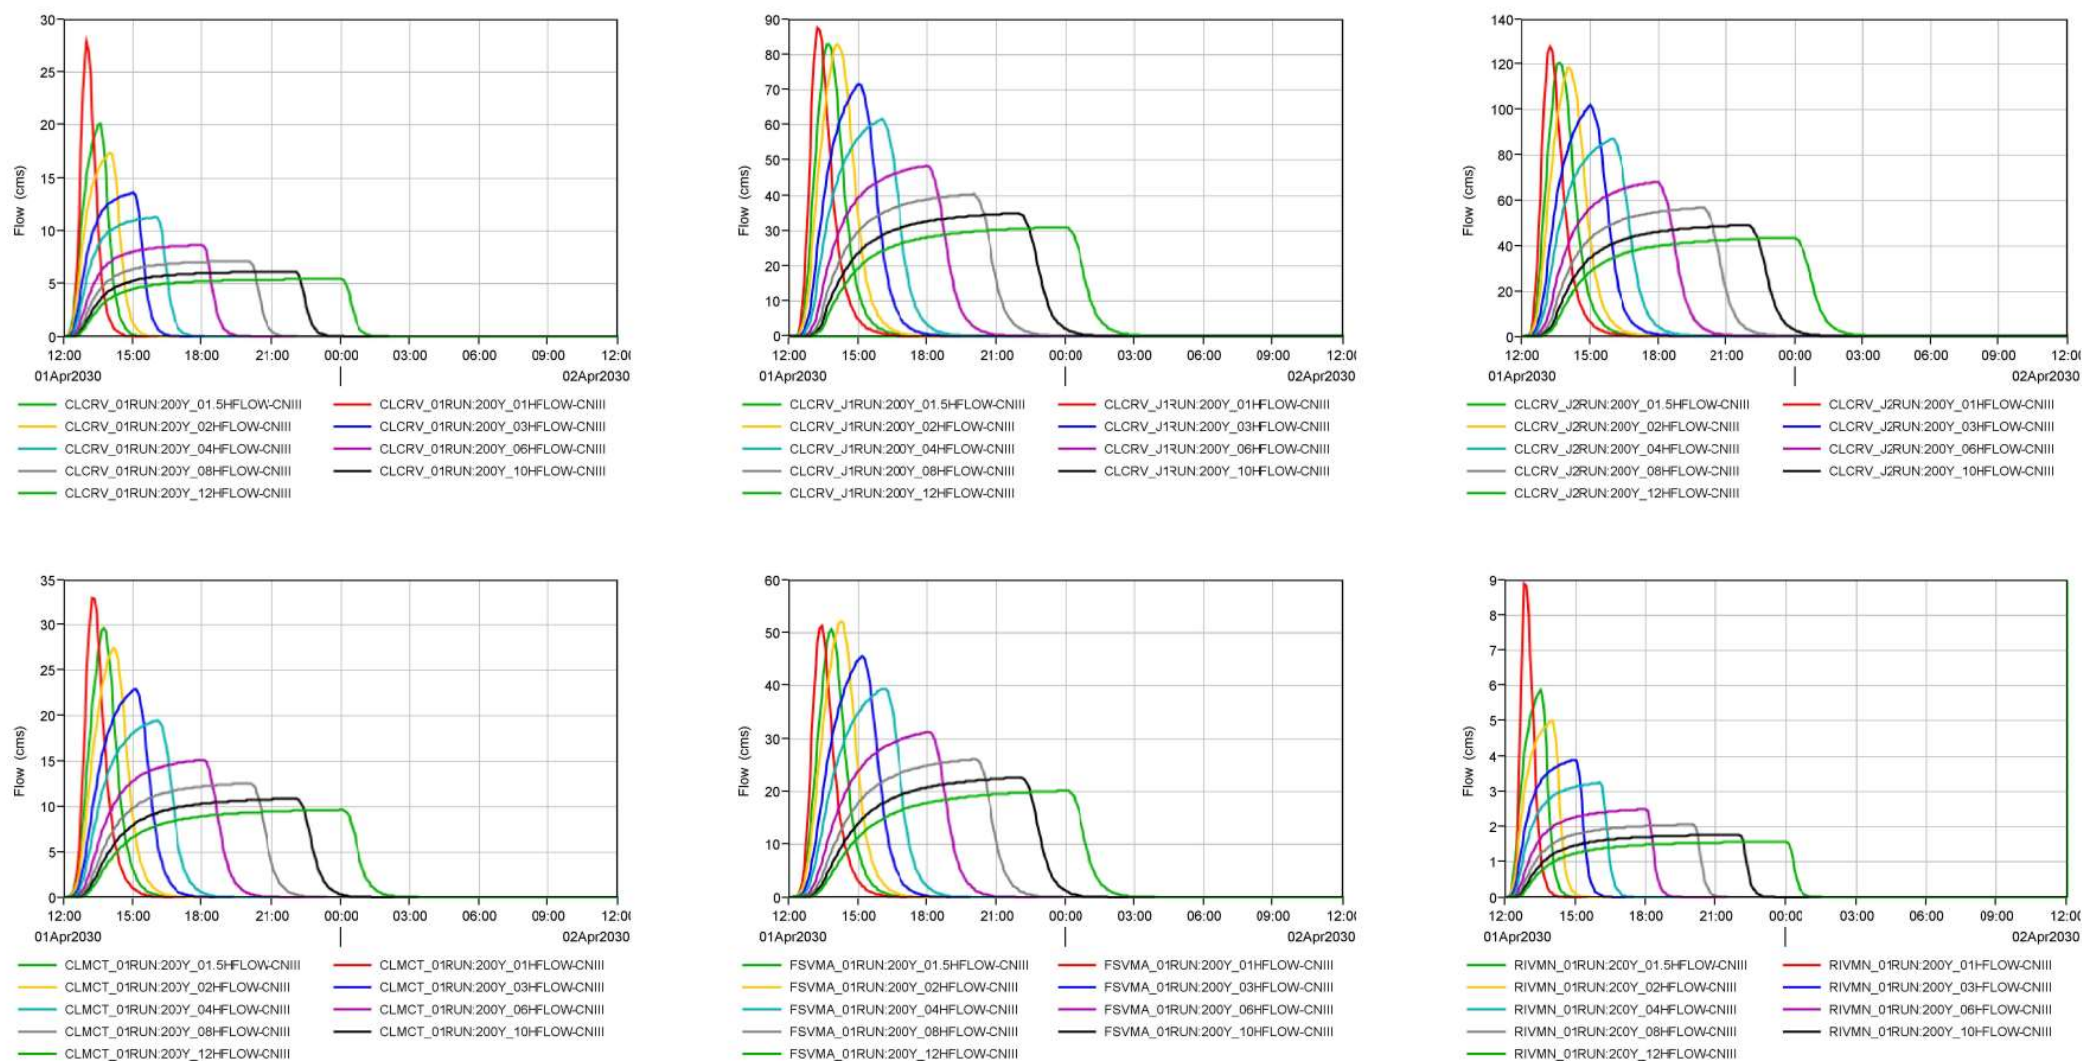 30
25
20
15
10
5
0
Flow (cms)
12:00 15:00 18:00 21:00 00:00 03:00 06:00 09:00 12:0
01Apr2030 02Apr2030
CLCRV_01RUN:200Y_01.5HFLOW-CNIII CLCRV_01RUN:200Y_01HFLOW-CNIII
CLCRV_01RUN:200Y_02HFLOW-CNIII CLCRV_01RUN:200Y_03HFLOW-CNIII
CLCRV_01RUN:200Y_04HFLOW-CNIII CLCRV_01RUN:200Y_06HFLOW-CNIII
CLCRV_01RUN:200Y_08HFLOW-CNIII CLCRV_01RUN:200Y_10HFLOW-CNIII
CLCRV_01RUN:200Y_12HFLOW-CNIII
90
80
70
60
50
40
30
20
10
0
Flow (cms)
12:00 15:00 18:00 21:00 00:00 03:00 06:00 09:00 12:0
01Apr2030 02Apr2030
CLCRV_J1RUN:200Y_01.5HFLOW-CNIII CLCRV_J1RUN:200Y_01HFLOW-CNIII
CLCRV_J1RUN:200Y_02HFLOW-CNIII CLCRV_J1RUN:200Y_03HFLOW-CNIII
CLCRV_J1RUN:200Y_04HFLOW-CNIII CLCRV_J1RUN:200Y_06HFLOW-CNIII
CLCRV_J1RUN:200Y_08HFLOW-CNIII CLCRV_J1RUN:200Y_10HFLOW-CNIII
CLCRV_J1RUN:200Y_12HFLOW-CNIII
140
120
100
80
60
40
20
0
Flow (cms)
12:00 15:00 18:00 21:00 00:00 03:00 06:00 09:00 12:0
01Apr2030 02Apr2030
CLCRV_J2RUN:200Y_01.5HFLOW-CNIII CLCRV_J2RUN:200Y_01HFLOW-CNIII
CLCRV_J2RUN:200Y_02HFLOW-CNIII CLCRV_J2RUN:200Y_03HFLOW-CNIII
CLCRV_J2RUN:200Y_04HFLOW-CNIII CLCRV_J2RUN:200Y_06HFLOW-CNIII
CLCRV_J2RUN:200Y_08HFLOW-CNIII CLCRV_J2RUN:200Y_10HFLOW-CNIII
CLCRV_J2RUN:200Y_12HFLOW-CNIII
35
30
25
20
15
10
5
0
Flow (cms)
12:00 15:00 18:00 21:00 00:00 03:00 06:00 09:00 12:0
01Apr2030 02Apr2030
CLMCT_01RUN:200Y_01.5HFLOW-CNIII CLMCT_01RUN:200Y_01HFLOW-CNIII
CLMCT_01RUN:200Y_02HFLOW-CNIII CLMCT_01RUN:200Y_03HFLOW-CNIII
CLMCT_01RUN:200Y_04HFLOW-CNIII CLMCT_01RUN:200Y_06HFLOW-CNIII
CLMCT_01RUN:200Y_08HFLOW-CNIII CLMCT_01RUN:200Y_10HFLOW-CNIII
CLMCT_01RUN:200Y_12HFLOW-CNIII
60
50
40
30
20
10
0
Flow (cms)
12:00 15:00 18:00 21:00 00:00 03:00 06:00 09:00 12:0
01Apr2030 02Apr2030
FSVMA_01RUN:200Y_01.5HFLOW-CNIII FSVMA_01RUN:200Y_01HFLOW-CNIII
FSVMA_01RUN:200Y_02HFLOW-CNIII FSVMA_01RUN:200Y_03HFLOW-CNIII
FSVMA_01RUN:200Y_04HFLOW-CNIII FSVMA_01RUN:200Y_06HFLOW-CNIII
FSVMA_01RUN:200Y_08HFLOW-CNIII FSVMA_01RUN:200Y_10HFLOW-CNIII
FSVMA_01RUN:200Y_12HFLOW-CNIII
9
8
7
6
5
4
3
2
1
0
Flow (cms)
12:00 15:00 18:00 21:00 00:00 03:00 06:00 09:00 12:0
01Apr2030 02Apr2030
RIVMN_01RUN:200Y_01.5HFLOW-CNIII RIVMN_01RUN:200Y_01HFLOW-CNIII
RIVMN_01RUN:200Y_02HFLOW-CNIII RIVMN_01RUN:200Y_03HFLOW-CNIII
RIVMN_01RUN:200Y_04HFLOW-CNIII RIVMN_01RUN:200Y_06HFLOW-CNIII
RIVMN_01RUN:200Y_08HFLOW-CNIII RIVMN_01RUN:200Y_10HFLOW-CNIII
RIVMN_01RUN:200Y_12HFLOW-CNIII